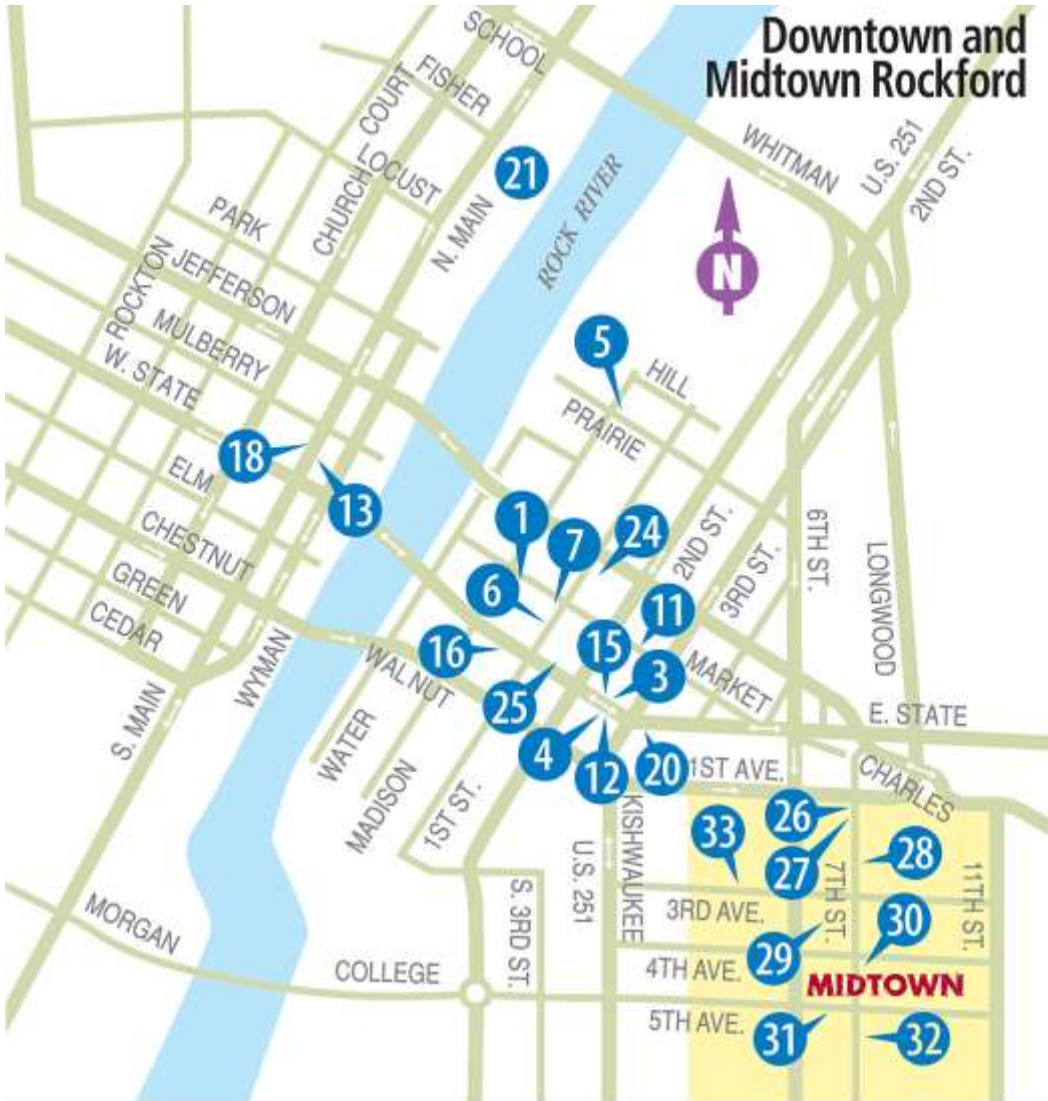 Downtown and
Midtown Rockford
SCHOOL
FISHER
COURT
LOCUST
CHURCH
N. MAIN
21
ROCK RIVER
WHITMAN
U.S. 251
2ND ST.
N
PARK
JEFFERSON
ROCKTON
MULBERRY
W. STATE
5
HILL
PRAIRIE
18
13
ELM
CHESTNUT
GREEN
CEDAR
1
7
24
2ND ST.
3RD ST.
6TH ST.
LONGWOOD
6
11
15
3
MARKET
16
WALNUT
WYMAN
S. MAIN
WATER
MADISON
1ST ST.
25
4
12
20
E. STATE
1ST AVE.
CHARLES
KISHWAUKEE
U.S. 251
S. 3RD ST.
33
26
27
28
7TH ST.
11TH ST.
3RD AVE.
30
29
4TH AVE.
MIDTOWN
MORGAN
COLLEGE
5TH AVE.
31
32